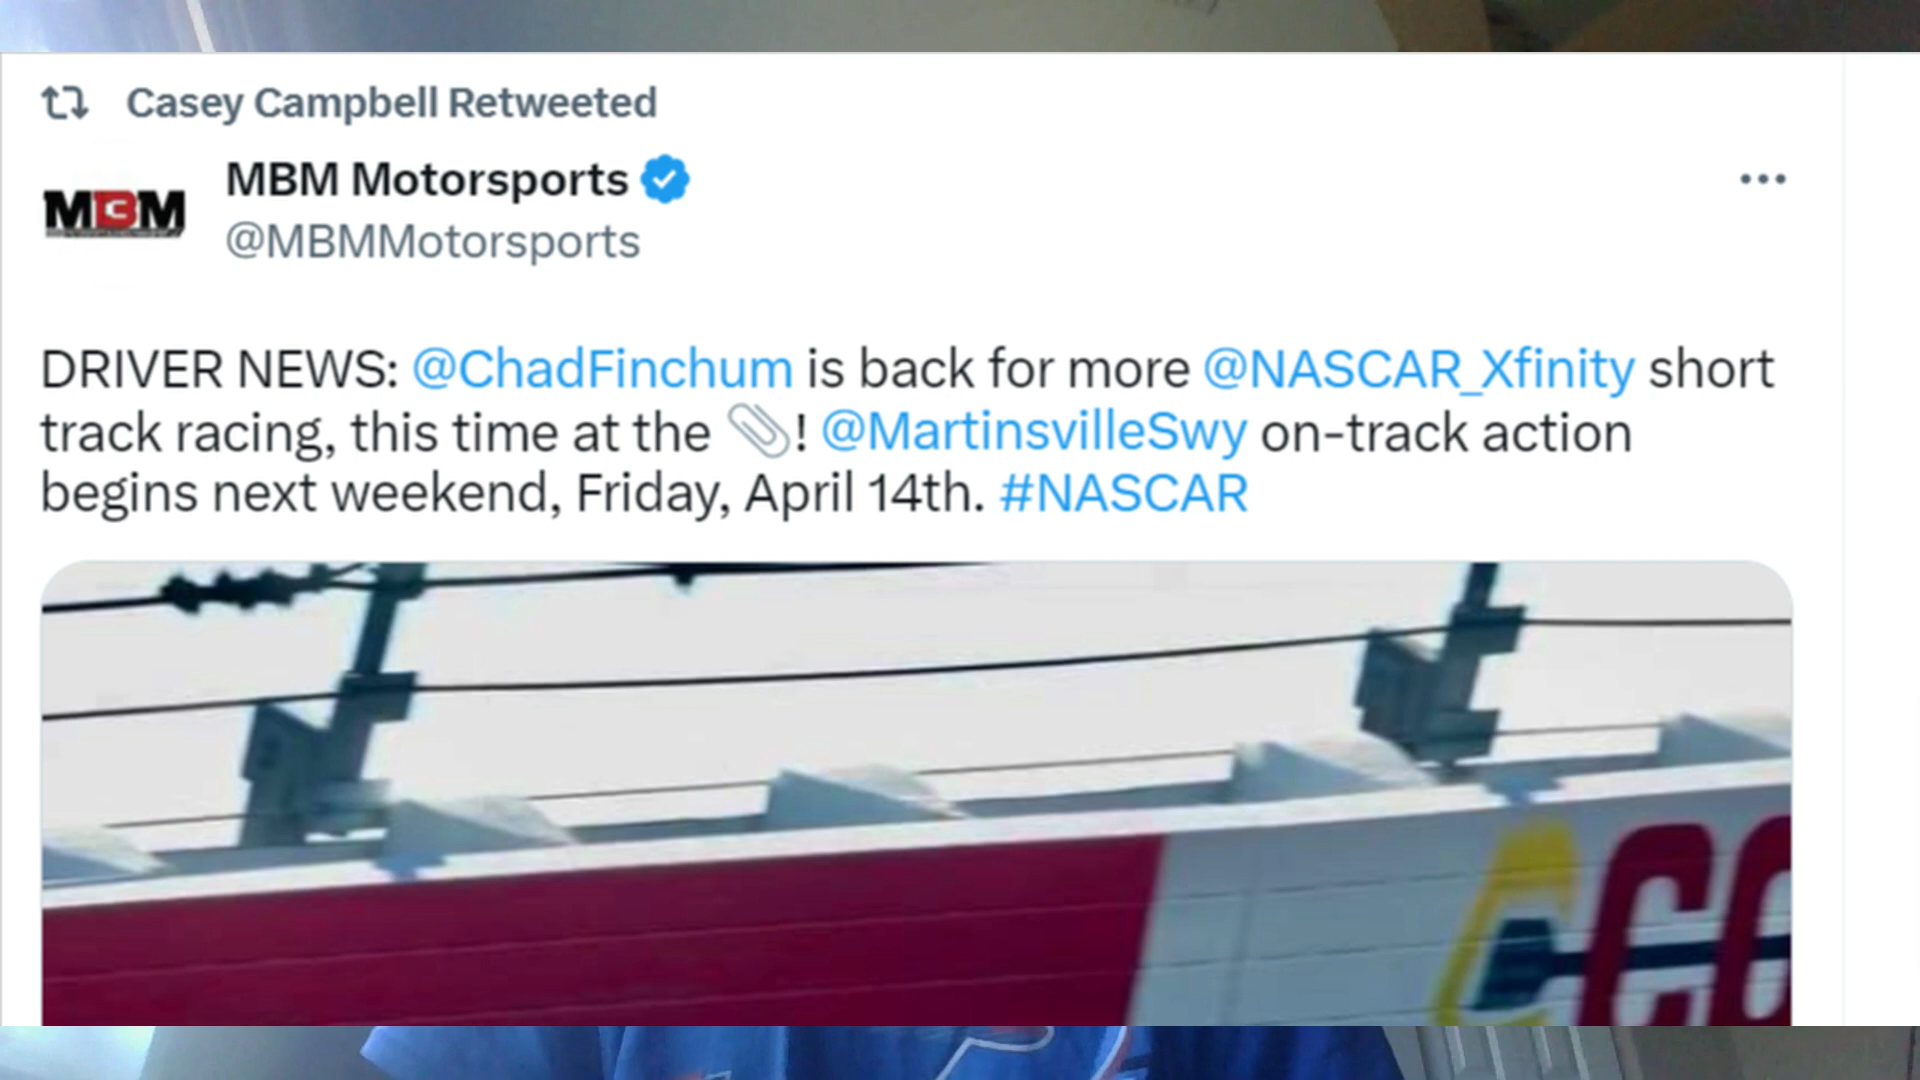 Casey Campbell Retweeted
MBM
MBM Motorsports
@MBMMotorsports
DRIVER NEWS: @ChadFinchum is back for more @NASCAR_Xfinity short
track racing, this time at the 📎! @MartinsvilleSwy on-track action
begins next weekend, Friday, April 14th. #NASCAR